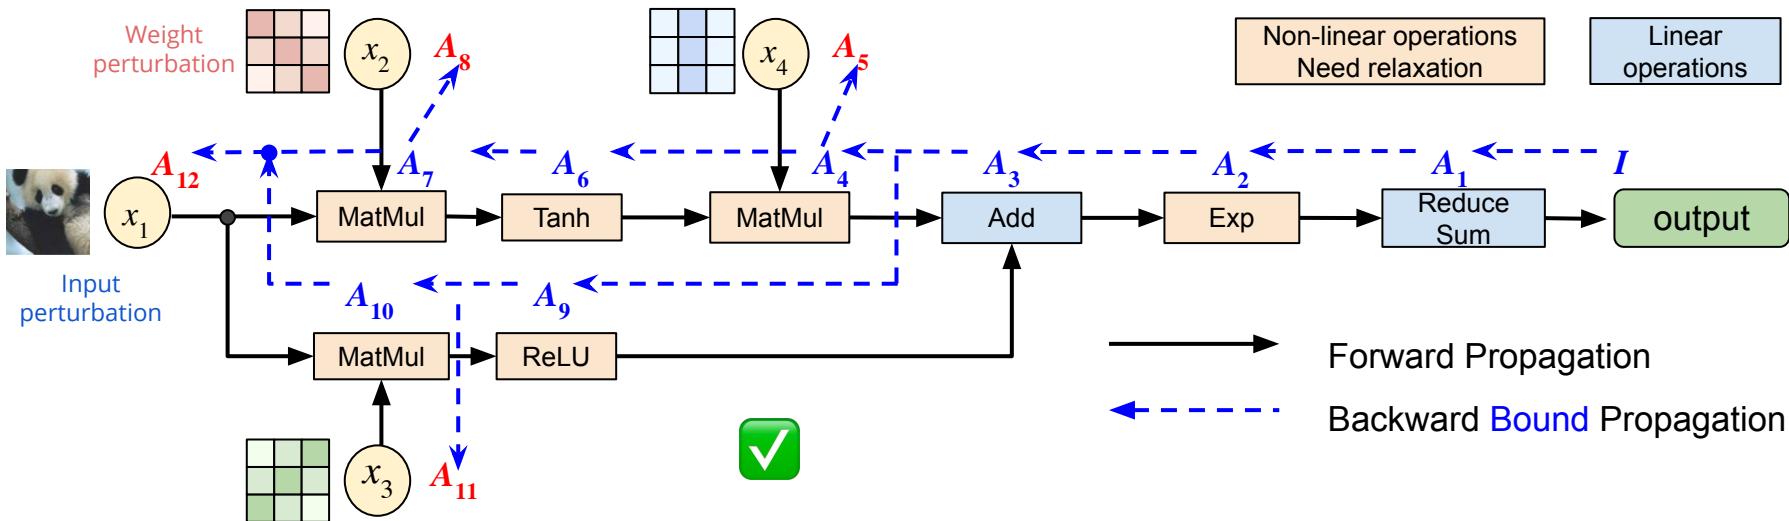 Weight
perturbation
x2
A8
x4
A5
Non-linear operations
Need relaxation
Linear
operations
A12
A7
A6
A4
A3
A2
A1
I
x1
MatMul
Tanh
MatMul
Add
Exp
Reduce
Sum
output
Input
perturbation
A10
A9
MatMul
ReLU
Forward Propagation
Backward Bound Propagation
x3
A11